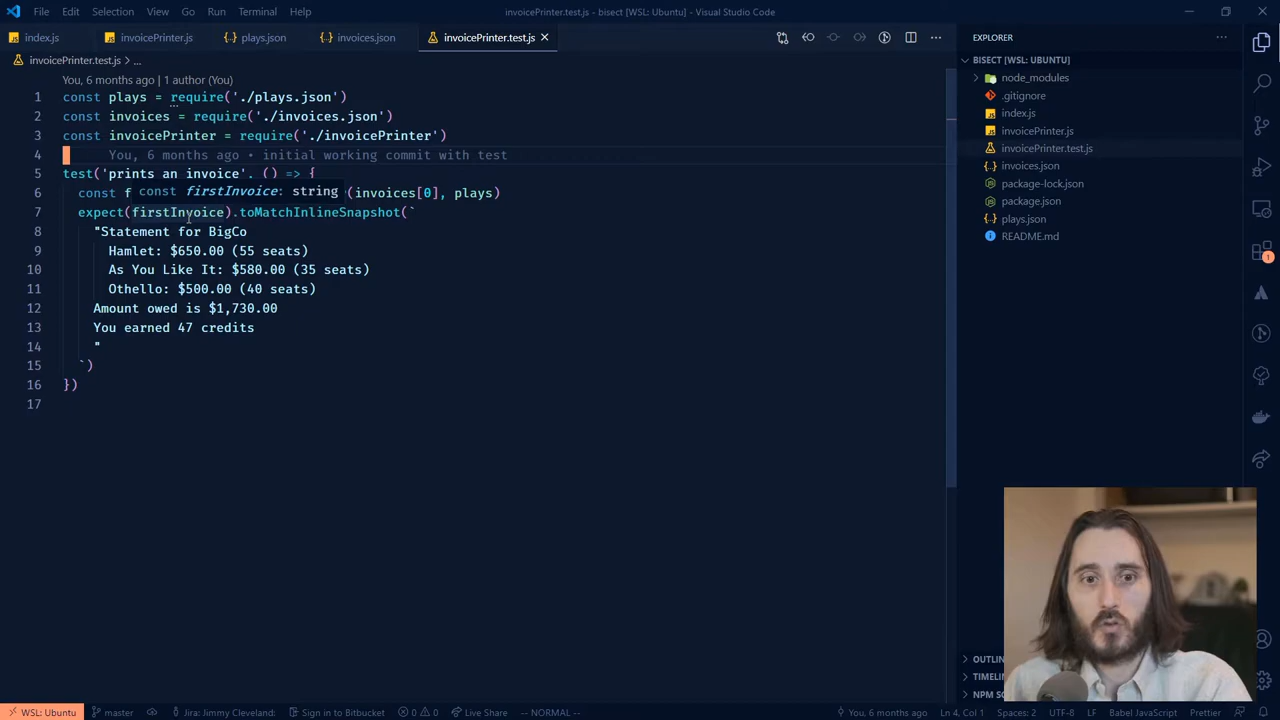 File Edit Selection View Go Run Terminal Help
invoicePrinter.test.js - bisect [WSL: Ubuntu] - Visual Studio Code
index.js invoicePrinter.js plays.json invoices.json invoicePrinter.test.js
invoicePrinter.test.js > ...
You, 6 months ago | 1 author (You)
1 const plays = require('./plays.json')
2 const invoices = require('./invoices.json')
3 const invoicePrinter = require('./invoicePrinter')
4 You, 6 months ago • initial working commit with test
5 test('prints an invoice', () => {
const firstInvoice: string
6 const f (invoices[0], plays)
7 expect(firstInvoice).toMatchInlineSnapshot(`
8 "Statement for BigCo
9 Hamlet: $650.00 (55 seats)
10 As You Like It: $580.00 (35 seats)
11 Othello: $500.00 (40 seats)
12 Amount owed is $1,730.00
13 You earned 47 credits
14 "
15 `)
16 })
17
EXPLORER
BISECT [WSL: UBUNTU]
node_modules
.gitignore
index.js
invoicePrinter.js
invoicePrinter.test.js
invoices.json
package-lock.json
package.json
plays.json
README.md
1
OUTLIN
TIMELIN
NPM SC
WSL: Ubuntu master Jira: Jimmy Cleveland: Sign in to Bitbucket 0 0 Live Share -- NORMAL -- You, 6 months ago Ln 4, Col 1 Spaces: 2 UTF-8 LF Babel JavaScript Prettier